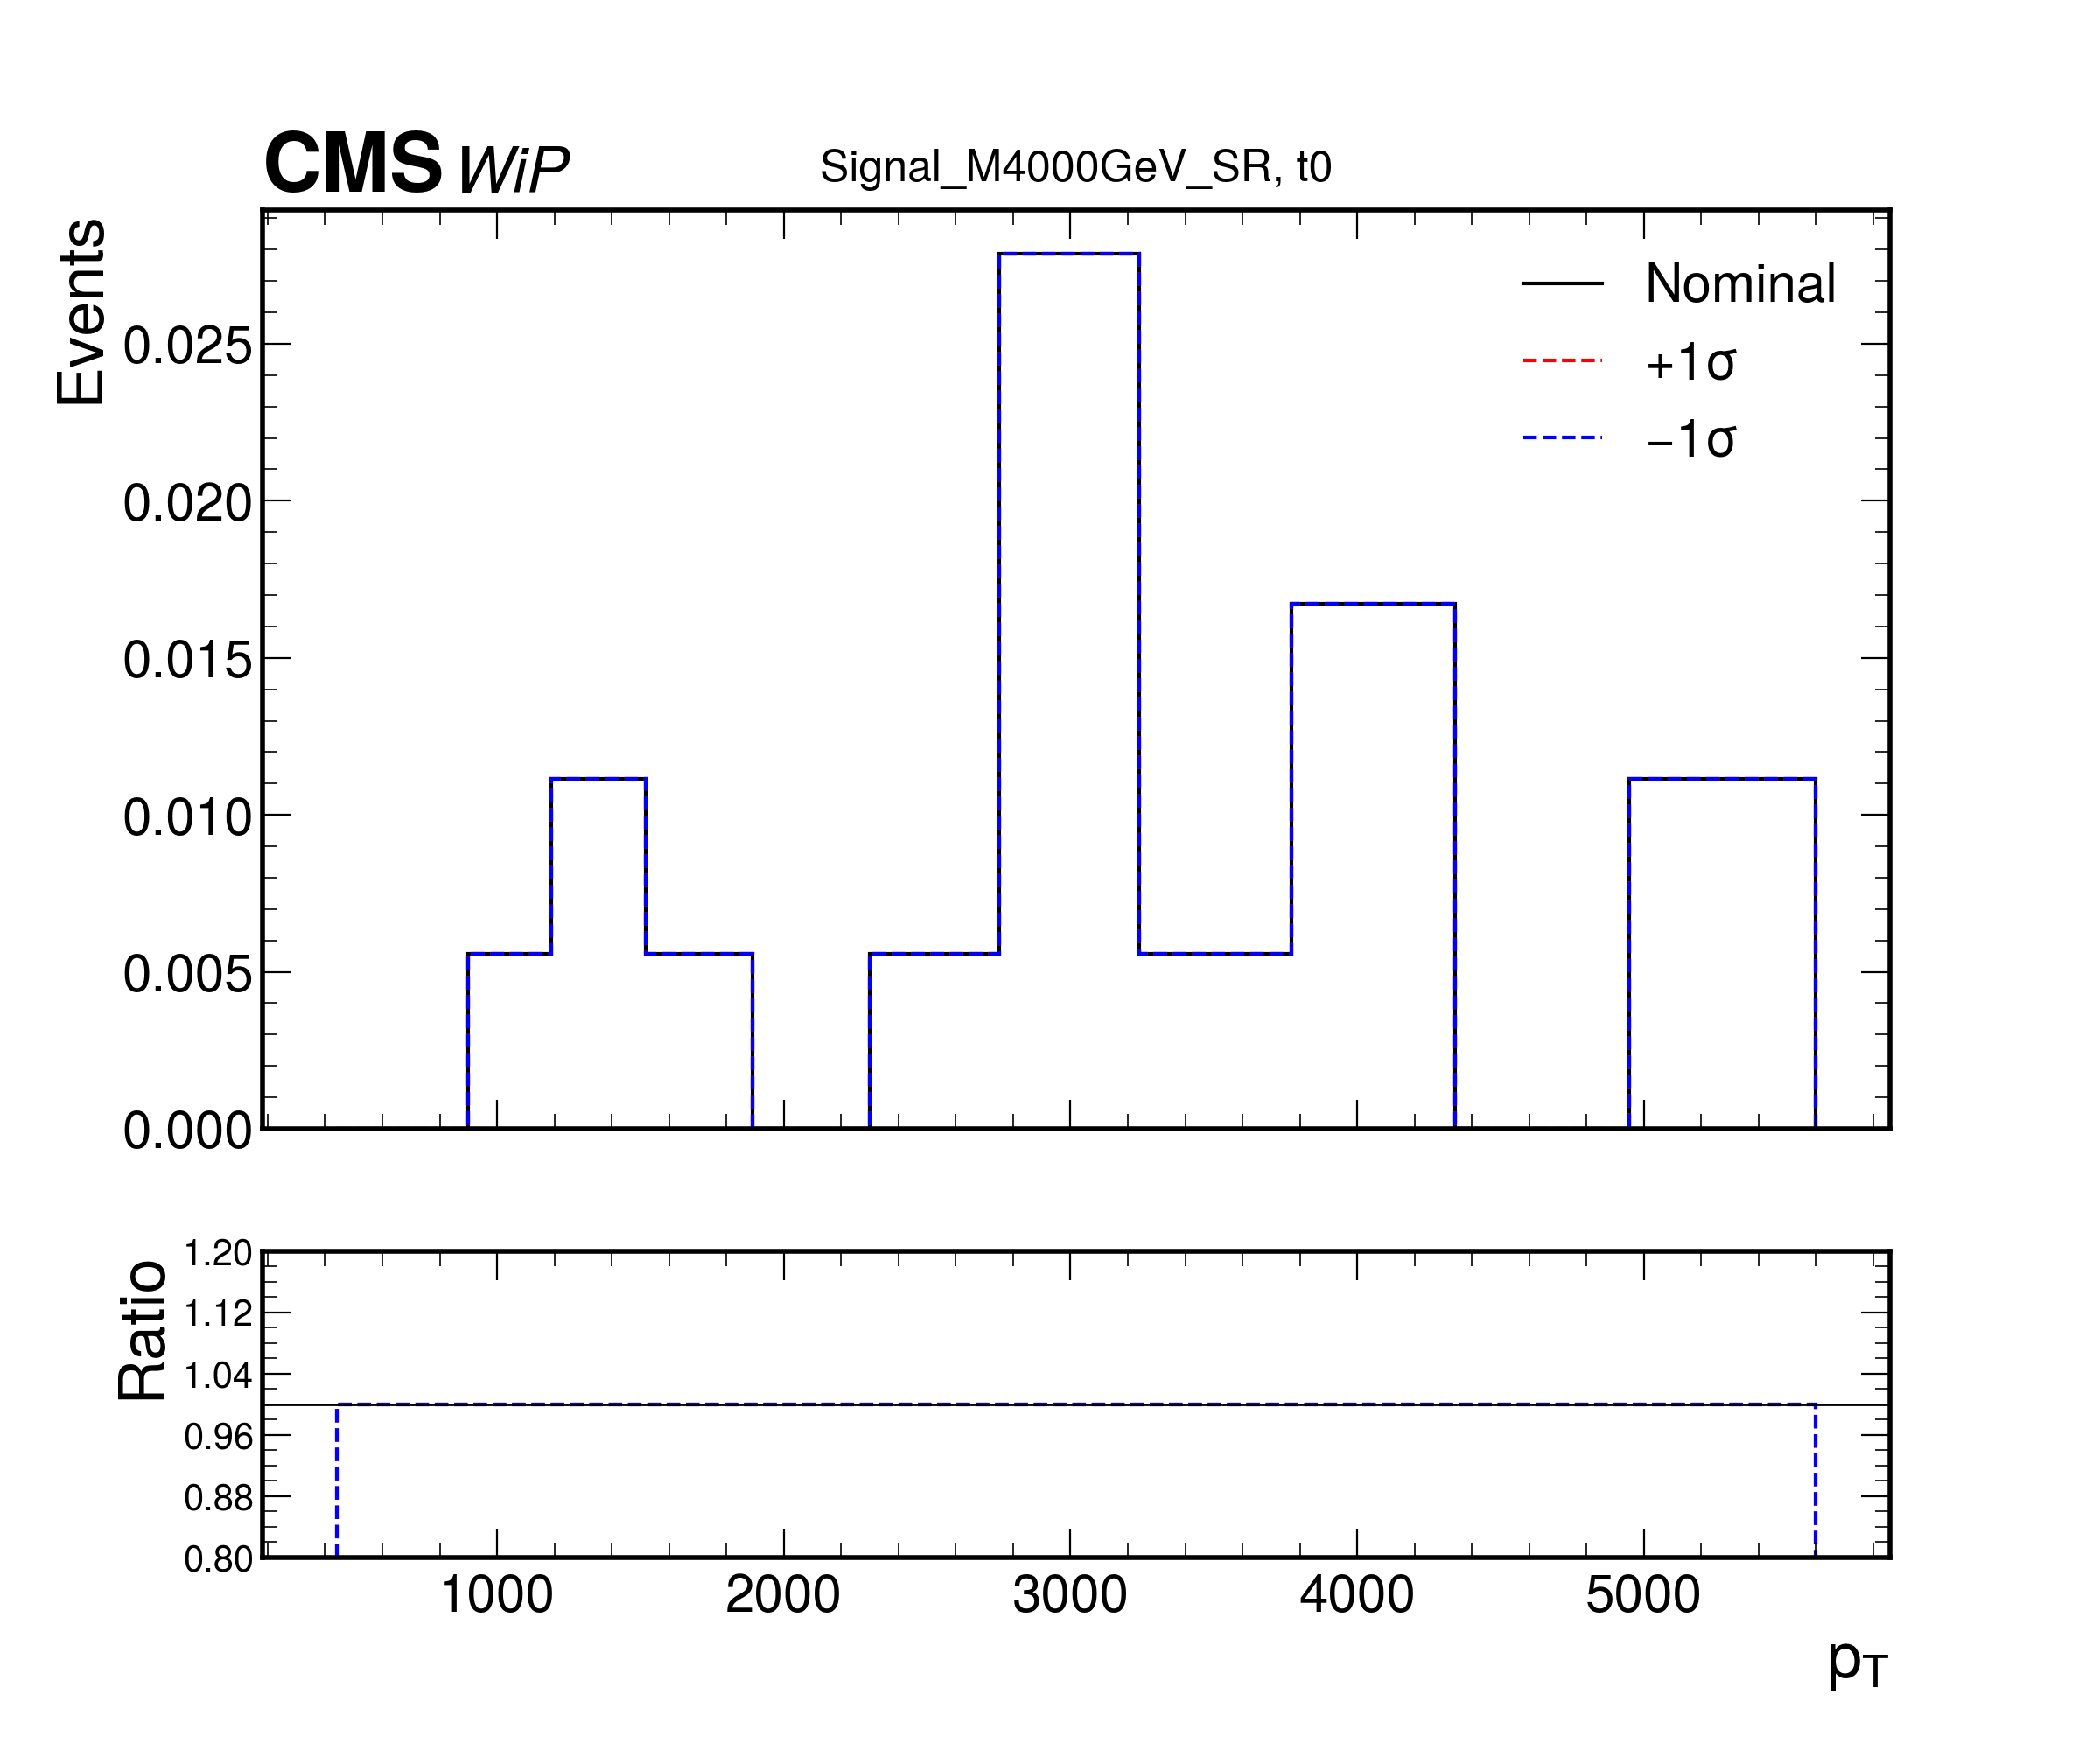 CMS WiP
Signal_M4000GeV_SR, t0
Events
0.025
0.020
0.015
0.010
0.005
0.000
Nominal
+1σ
−1σ
Ratio
1.20
1.12
1.04
0.96
0.88
0.80
1000 2000 3000 4000 5000
pT